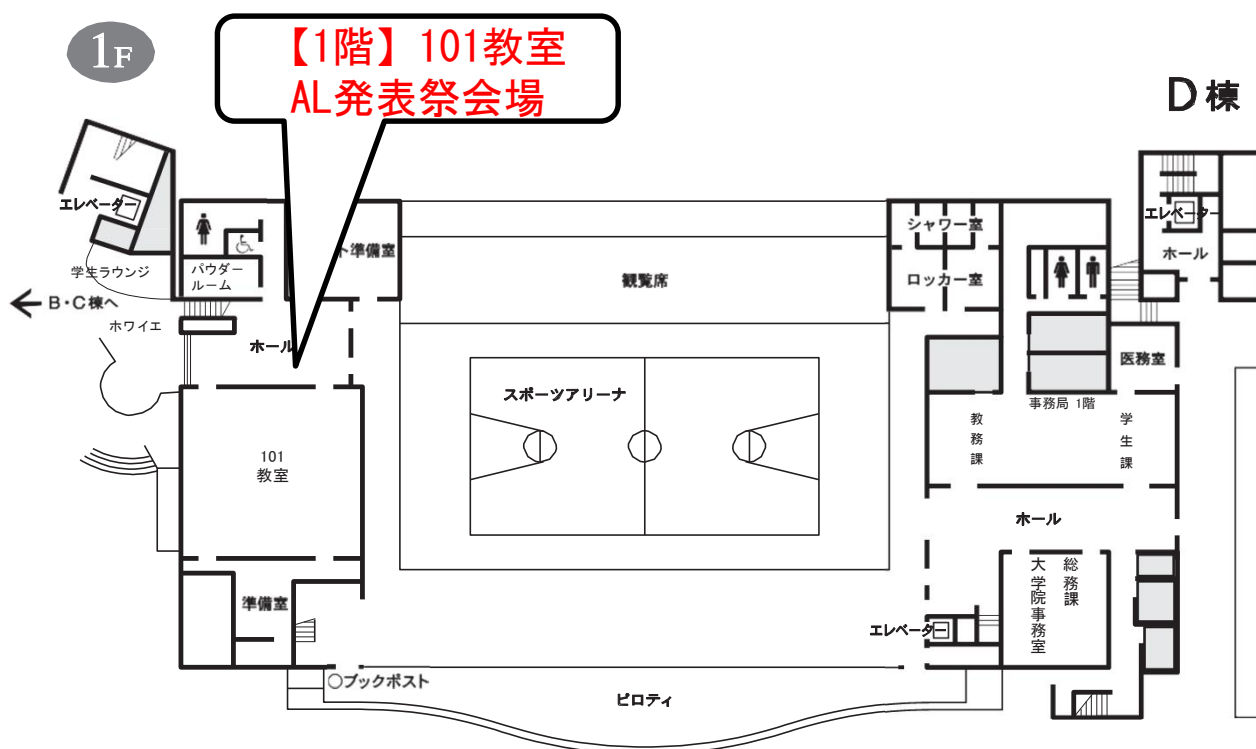 1F
【1階】101教室
AL発表祭会場
D棟
エレベーター
学生ラウンジ
B・C棟へ
ホワイエ
パウダー
ルーム
ト準備室
ホール
101
教室
準備室
ブックポスト
観覧席
スポーツアリーナ
ピロティ
シャワー室
ロッカー室
エレベーター
ホール
医務室
事務局 1階
教務課
学生課
ホール
総務課
大学院事務室
エレベーター